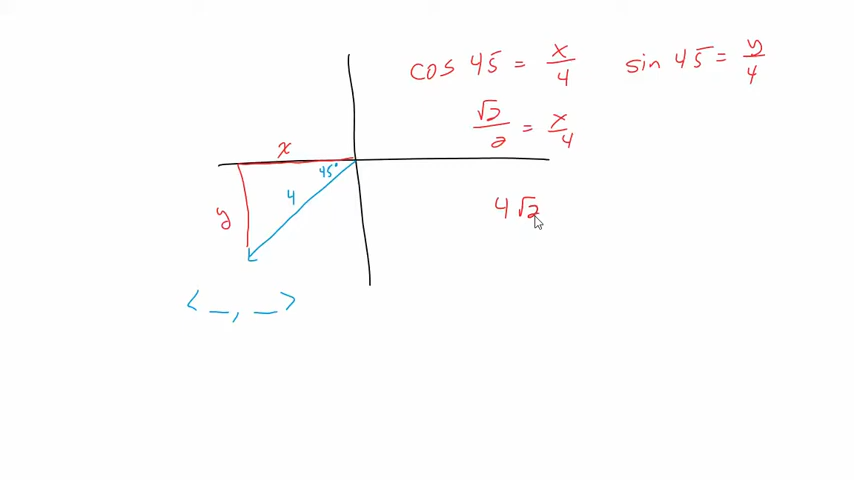 cos 45 = x/4
sin 45 = y/4
√2/2 = x/4
x
45°
4
y
4√2
< _, _ >